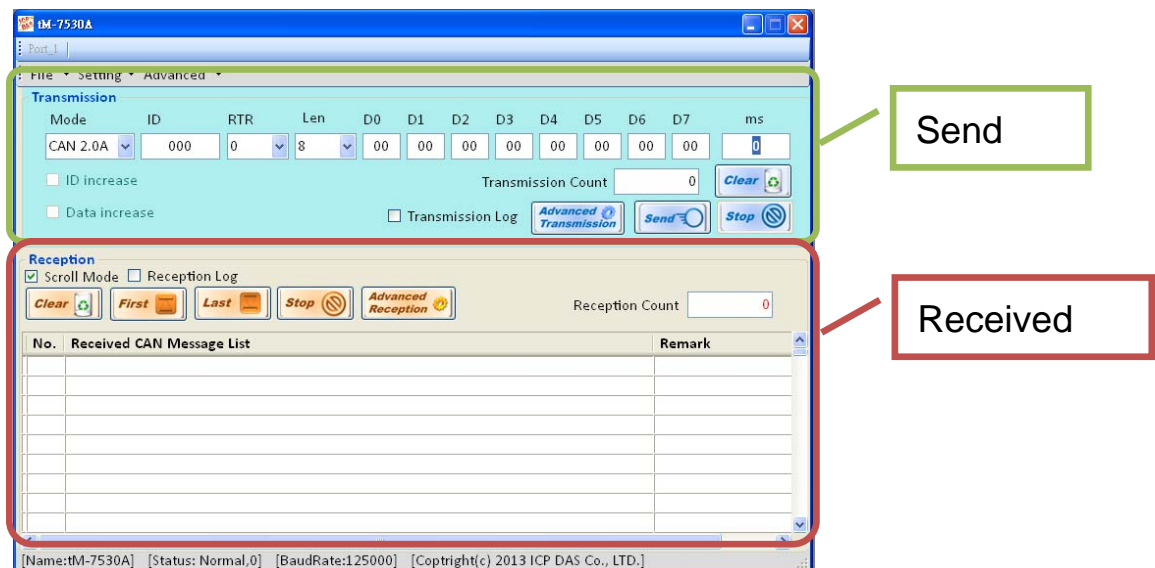 tM-7530A
Port_1
File Setting Advanced
Transmission
Mode ID RTR Len D0 D1 D2 D3 D4 D5 D6 D7 ms
CAN 2.0A 000 0 8 00 00 00 00 00 00 00 00 0
ID increase Transmission Count 0 Clear
Data increase Transmission Log Advanced Transmission Send Stop
Send
Reception
Scroll Mode Reception Log
Clear First Last Stop Advanced Reception Reception Count 0
Received
No. Received CAN Message List Remark
[Name:tM-7530A] [Status: Normal,0] [BaudRate:125000] [Coptright(c) 2013 ICP DAS Co., LTD.]